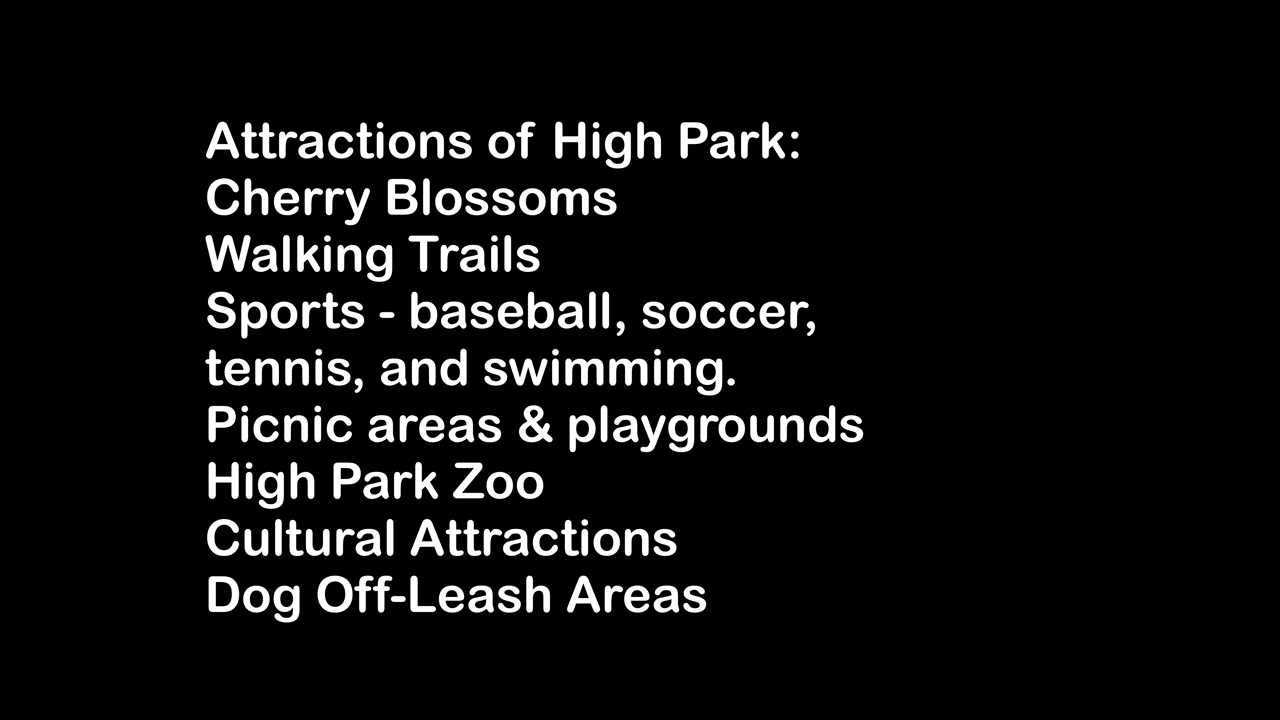 Attractions of High Park:
Cherry Blossoms
Walking Trails
Sports - baseball, soccer,
tennis, and swimming.
Picnic areas & playgrounds
High Park Zoo
Cultural Attractions
Dog Off-Leash Areas